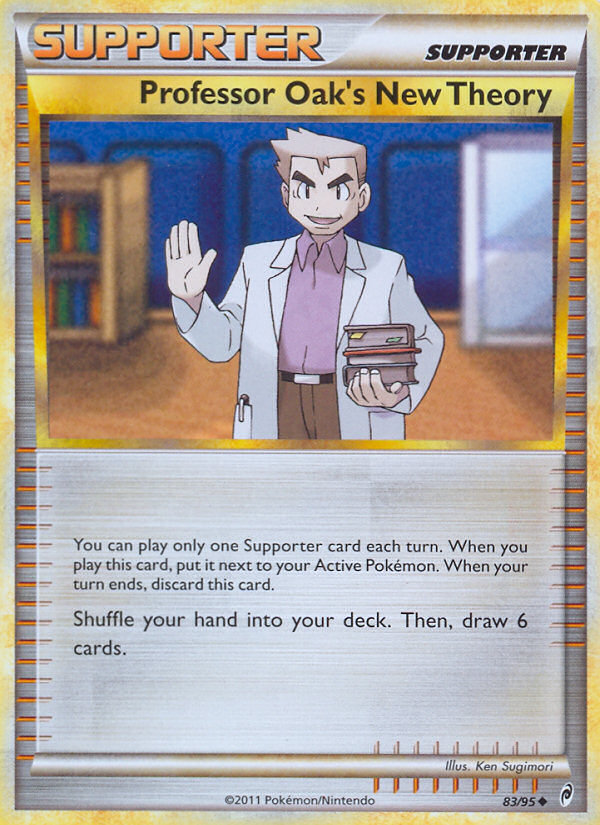 SUPPORTER
SUPPORTER
Professor Oak's New Theory
You can play only one Supporter card each turn. When you
play this card, put it next to your Active Pokémon. When your
turn ends, discard this card.
Shuffle your hand into your deck. Then, draw 6
cards.
Illus. Ken Sugimori
©2011 Pokémon/Nintendo
83/95